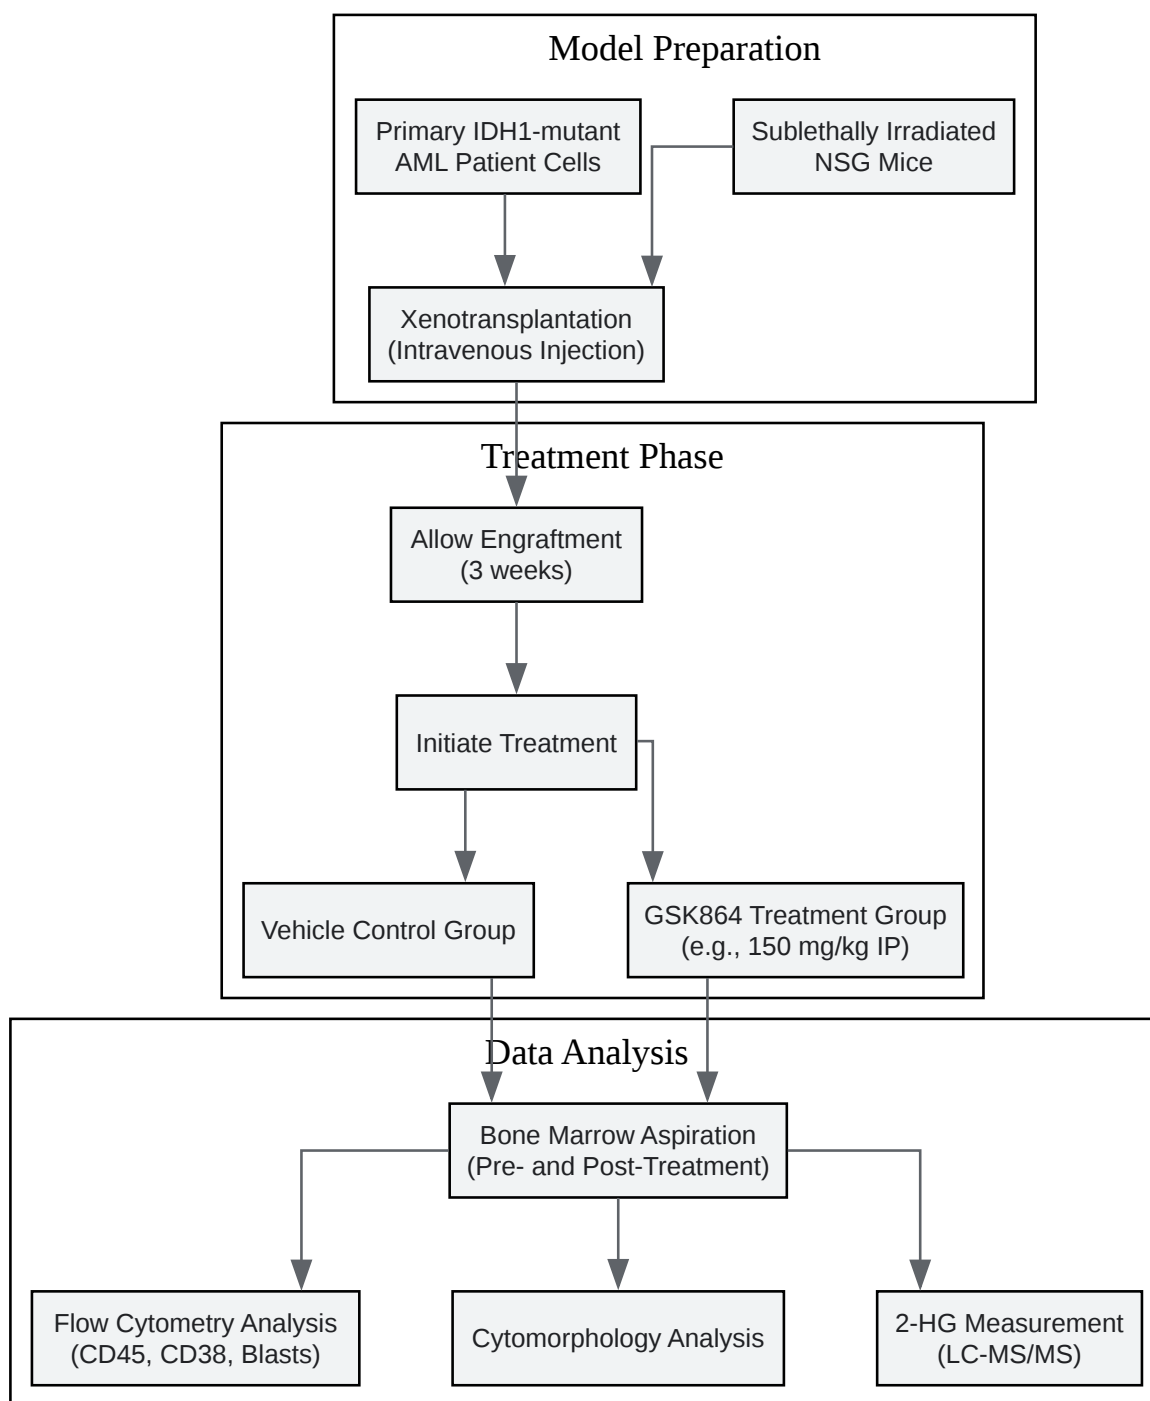 Model Preparation
Primary IDH1-mutant
AML Patient Cells
Sublethally Irradiated
NSG Mice
Xenotransplantation
(Intravenous Injection)
Treatment Phase
Allow Engraftment
(3 weeks)
Initiate Treatment
Vehicle Control Group
GSK864 Treatment Group
(e.g., 150 mg/kg IP)
Data Analysis
Bone Marrow Aspiration
(Pre- and Post-Treatment)
Flow Cytometry Analysis
(CD45, CD38, Blasts)
Cytomorphology Analysis
2-HG Measurement
(LC-MS/MS)